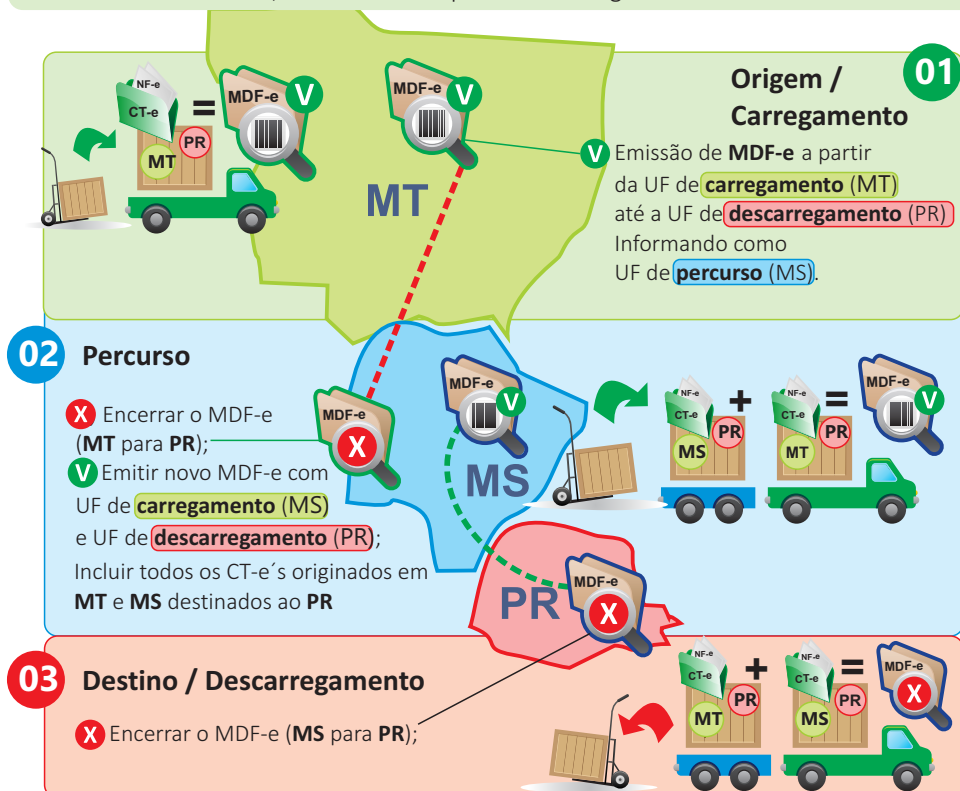 01
Origem /
Carregamento
NF-e
CT-e
=
MDF-e V
PR
MT
MDF-e V
MT
V Emissão de MDF-e a partir
da UF de carregamento (MT)
até a UF de descarregamento (PR)
Informando como
UF de percurso (MS).
02 Percurso
X Encerrar o MDF-e
(MT para PR);
V Emitir novo MDF-e com
UF de carregamento (MS)
e UF de descarregamento (PR);
Incluir todos os CT-e´s originados em
MT e MS destinados ao PR
MDF-e
X
MDF-e
V
MS
NF-e
CT-e
PR
MS
+
NF-e
CT-e
PR
MT
=
MDF-e
V
PR
MDF-e
X
03 Destino / Descarregamento
X Encerrar o MDF-e (MS para PR);
NF-e
CT-e
PR
MT
+
NF-e
CT-e
PR
MS
=
MDF-e
X